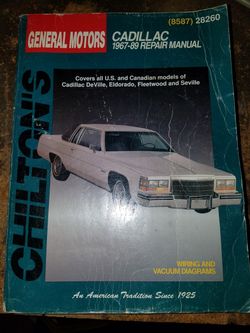 (8587) 28260
GENERAL MOTORS
CADILLAC
1967-89 REPAIR MANUAL
Covers all U.S. and Canadian models of
Cadillac DeVille, Eldorado, Fleetwood and Seville
CHILTON'S
WIRING AND
VACUUM DIAGRAMS
An American Tradition Since 1925